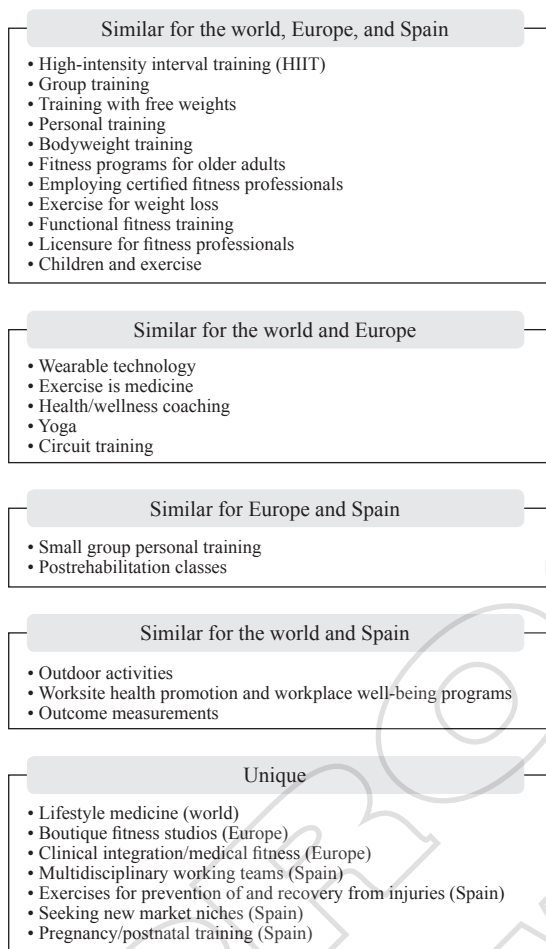 Similar for the world, Europe, and Spain
• High-intensity interval training (HIIT)
• Group training
• Training with free weights
• Personal training
• Bodyweight training
• Fitness programs for older adults
• Employing certified fitness professionals
• Exercise for weight loss
• Functional fitness training
• Licensure for fitness professionals
• Children and exercise
Similar for the world and Europe
• Wearable technology
• Exercise is medicine
• Health/wellness coaching
• Yoga
• Circuit training
Similar for Europe and Spain
• Small group personal training
• Postrehabilitation classes
Similar for the world and Spain
• Outdoor activities
• Worksite health promotion and workplace well-being programs
• Outcome measurements
Unique
• Lifestyle medicine (world)
• Boutique fitness studios (Europe)
• Clinical integration/medical fitness (Europe)
• Multidisciplinary working teams (Spain)
• Exercises for prevention of and recovery from injuries (Spain)
• Seeking new market niches (Spain)
• Pregnancy/postnatal training (Spain)